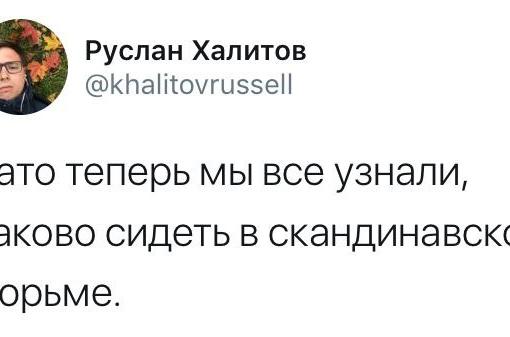 Руслан Халитов
@khalitovrussell
ато теперь мы все узнали,
аково сидеть в скандинавско
орьме.